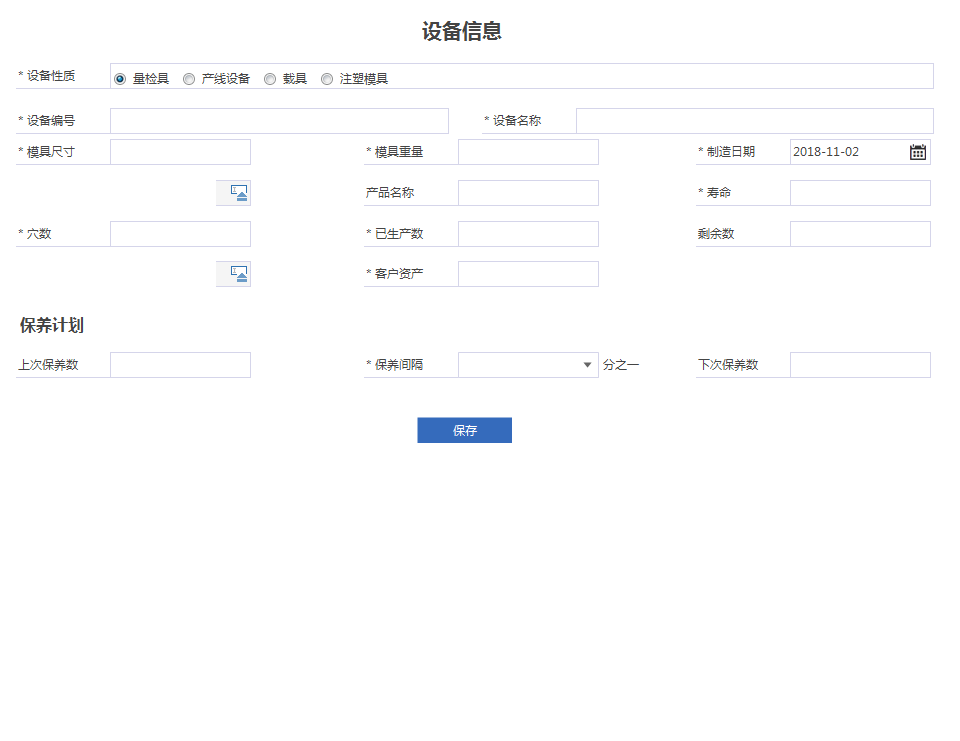 设备信息
* 设备性质 量检具 产线设备 载具 注塑模具
* 设备编号 * 设备名称
* 模具尺寸 * 模具重量 * 制造日期 2018-11-02
产品名称 * 寿命
* 穴数 * 已生产数 剩余数
* 客户资产
保养计划
上次保养数 * 保养间隔 分之一 下次保养数
保存